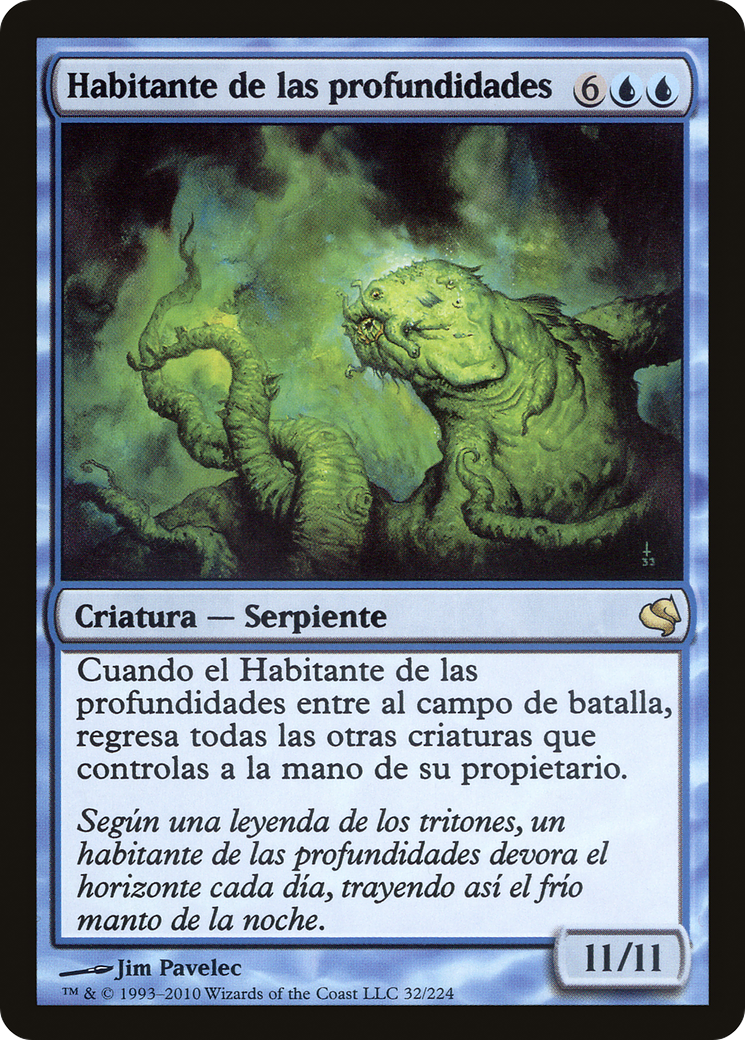 Habitante de las profundidades 6
Criatura — Serpiente
Cuando el Habitante de las
profundidades entre al campo de batalla,
regresa todas las otras criaturas que
controlas a la mano de su propietario.
Según una leyenda de los tritones, un
habitante de las profundidades devora el
horizonte cada día, trayendo así el frío
manto de la noche.
11/11
Jim Pavelec
™ & © 1993–2010 Wizards of the Coast LLC 32/224